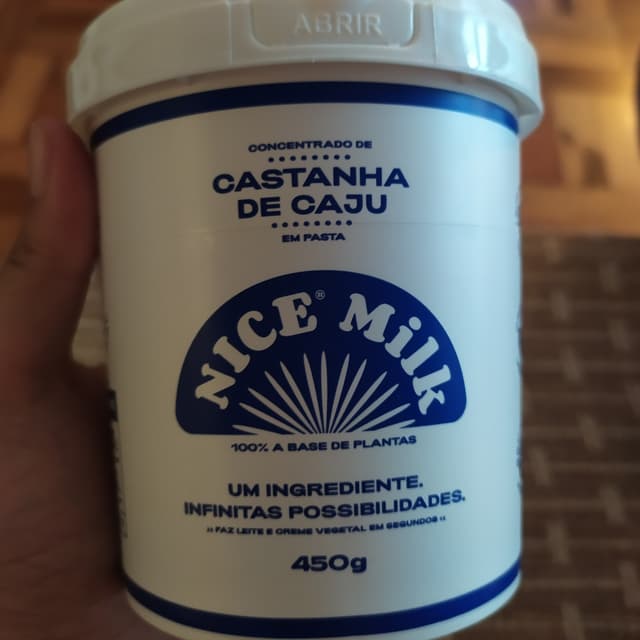 ABRIR
CONCENTRADO DE
CASTANHA
DE CAJU
EM PASTA
NICE® Milk
100% A BASE DE PLANTAS
UM INGREDIENTE.
INFINITAS POSSIBILIDADES.
FAZ LEITE E CREME VEGETAL EM SEGUNDOS
450g